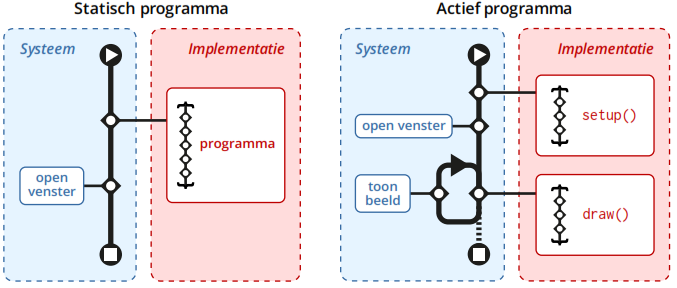 Statisch programma
Systeem
Implementatie
programma
open
venster
Actief programma
Systeem
Implementatie
setup()
open venster
toon
beeld
draw()